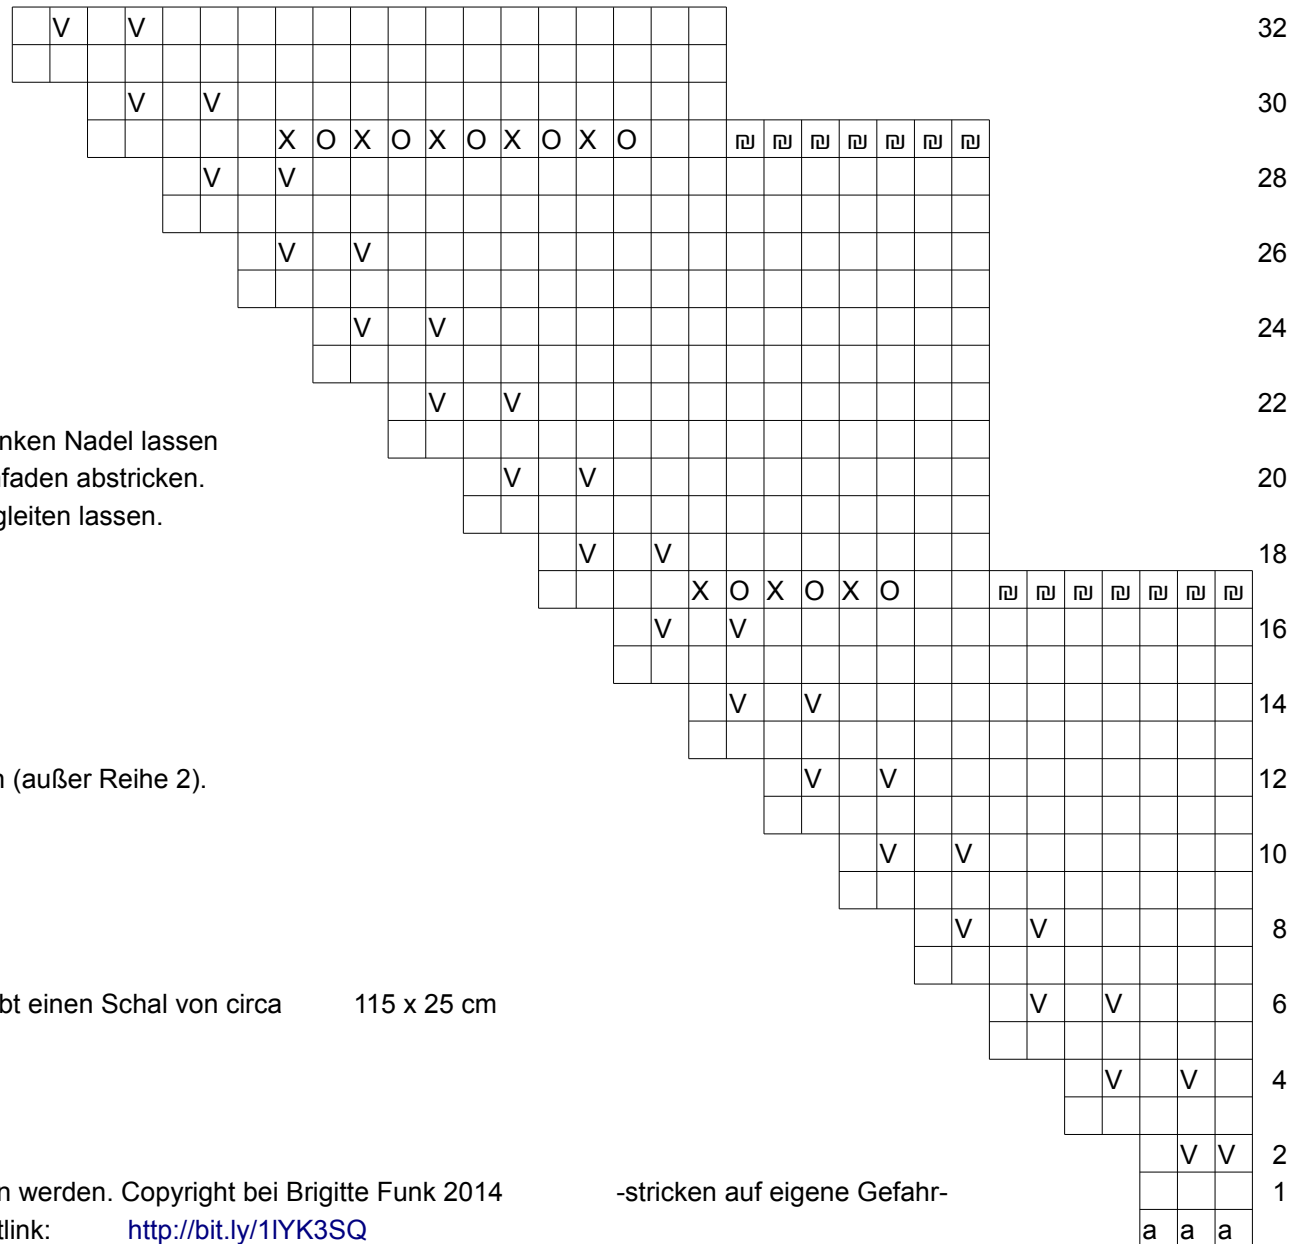 V V 32
V V 30
X O X O X O X O X O ₪ ₪ ₪ ₪ ₪ ₪ ₪
V V 28
V V 26
V V 24
V V 22
nken Nadel lassen
faden abstricken.
V V 20
gleiten lassen.
V V 18
X O X O X O ₪ ₪ ₪ ₪ ₪ ₪ ₪
V V 16
V V 14
n (außer Reihe 2).
V V 12
V V 10
V V 8
bt einen Schal von circa 115 x 25 cm
V V 6
V V 4
V V 2
n werden. Copyright bei Brigitte Funk 2014 -stricken auf eigene Gefahr- 1
tlink: http://bit.ly/1lYK3SQ a a a